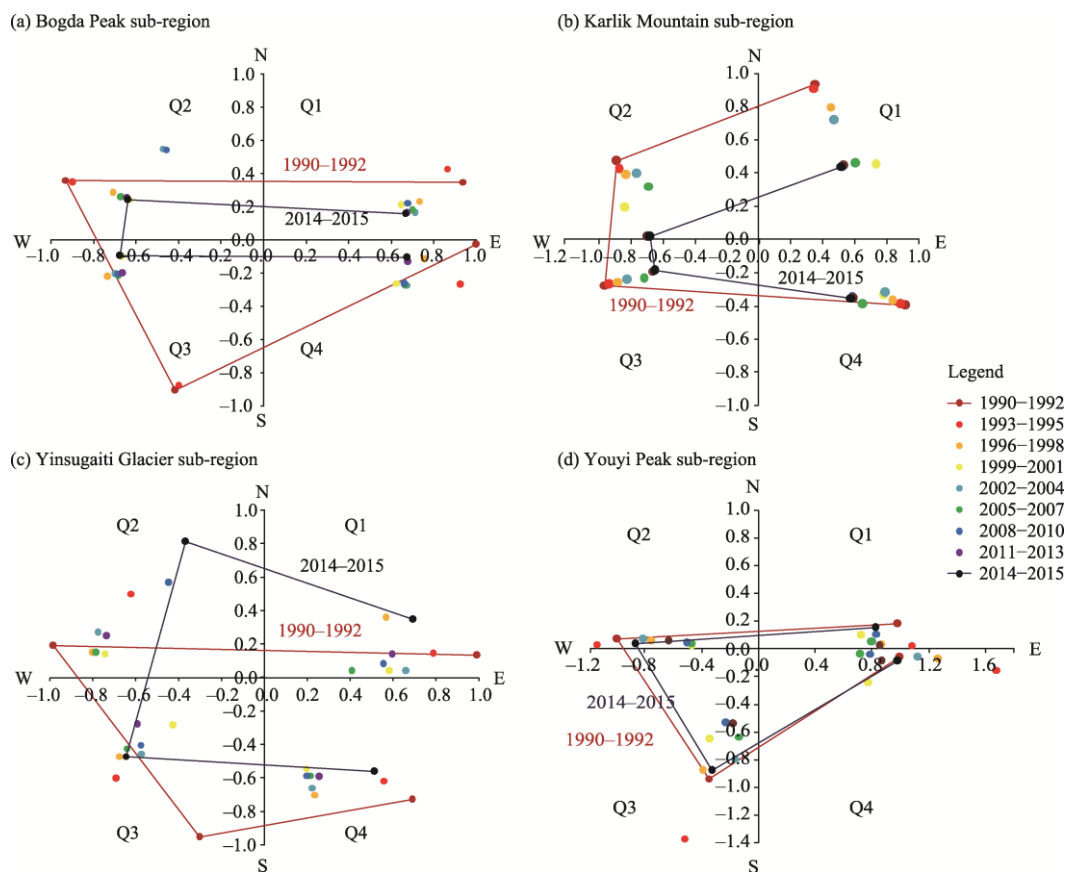 (a) Bogda Peak sub-region
N
1.0
0.8
0.6
0.4
0.2
0.0
−0.2
−0.4
−0.6
−0.8
−1.0
S
W
−1.0 −0.8 −0.6 −0.4 −0.2
0.2 0.4 0.6 0.8 1.0
E
Q2
Q1
Q3
Q4
1990−1992
2014−2015
(b) Karlik Mountain sub-region
N
1.0
0.8
0.6
0.4
0.2
0.0
−0.2
−0.4
−0.6
−0.8
−1.0
S
W
−1.0 −0.8 −0.6 −0.4 −0.2
0.2 0.4 0.6 0.8 1.0
E
Q2
Q1
Q3
Q4
2014−2015
1990−1992
Legend
1990−1992
1993−1995
1996−1998
1999−2001
2002−2004
2005−2007
2008−2010
2011−2013
2014−2015
(c) Yinsugaiti Glacier sub-region
N
1.0
0.8
0.6
0.4
0.2
0.0
−0.2
−0.4
−0.6
−0.8
−1.0
S
W
−1.0 −0.8 −0.6 −0.4 −0.2
0.2 0.4 0.6 0.8 1.0
E
Q2
Q1
Q3
Q4
2014−2015
1990−1992
(d) Youyi Peak sub-region
N
1.0
0.8
0.6
0.4
0.2
0.0
−0.2
−0.4
−0.6
−0.8
−1.0
−1.4
S
W
−1.2 −0.8 −0.4
0.4 0.8 1.2 1.6
E
Q2
Q1
Q3
Q4
2014−2015
1990−1992